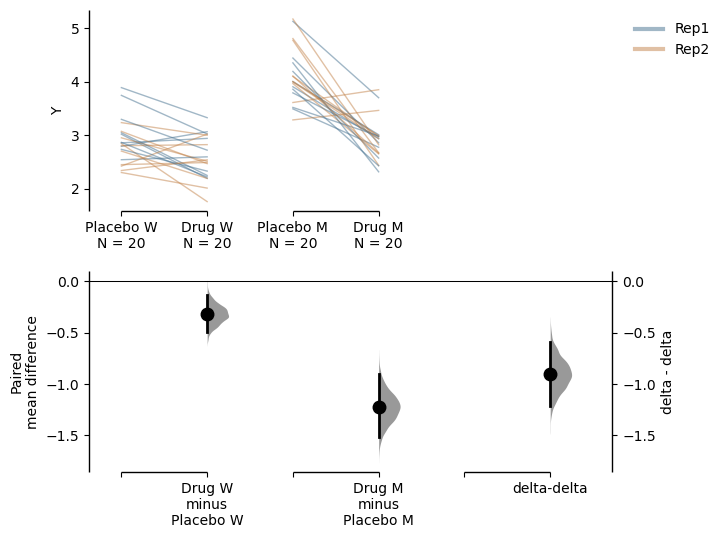 5
4
3
2
Y
Rep1
Rep2
Placebo W
N = 20
Drug W
N = 20
Placebo M
N = 20
Drug M
N = 20
0.0
−0.5
−1.0
−1.5
Paired
mean difference
0.0
−0.5
−1.0
−1.5
delta - delta
Drug W
minus
Placebo W
Drug M
minus
Placebo M
delta-delta